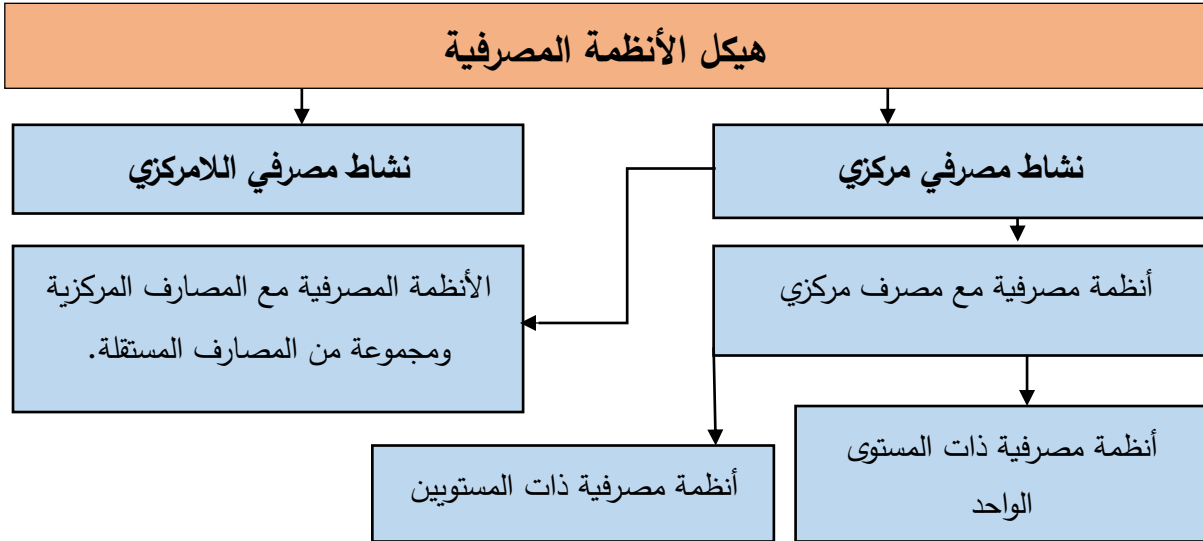 هيكل الأنظمة المصرفية
نشاط مصرفي مركزي
نشاط مصرفي اللامركزي
أنظمة مصرفية مع مصرف مركزي
الأنظمة المصرفية مع المصارف المركزية
ومجموعة من المصارف المستقلة.
أنظمة مصرفية ذات المستوى
الواحد
أنظمة مصرفية ذات المستويين